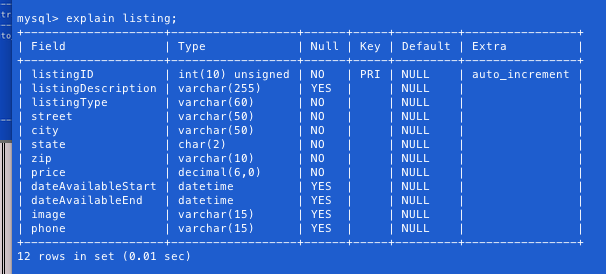 mysql> explain listing;
+----------------------+------------------+------+-----+---------+----------------+
| Field | Type | Null | Key | Default | Extra |
+----------------------+------------------+------+-----+---------+----------------+
| listingID | int(10) unsigned | NO | PRI | NULL | auto_increment |
| listingDescription | varchar(255) | YES | | NULL | |
| listingType | varchar(60) | NO | | NULL | |
| street | varchar(50) | NO | | NULL | |
| city | varchar(50) | NO | | NULL | |
| state | char(2) | NO | | NULL | |
| zip | varchar(10) | NO | | NULL | |
| price | decimal(6,0) | NO | | NULL | |
| dateAvailableStart | datetime | YES | | NULL | |
| dateAvailableEnd | datetime | YES | | NULL | |
| image | varchar(15) | YES | | NULL | |
| phone | varchar(15) | YES | | NULL | |
+----------------------+------------------+------+-----+---------+----------------+
12 rows in set (0.01 sec)